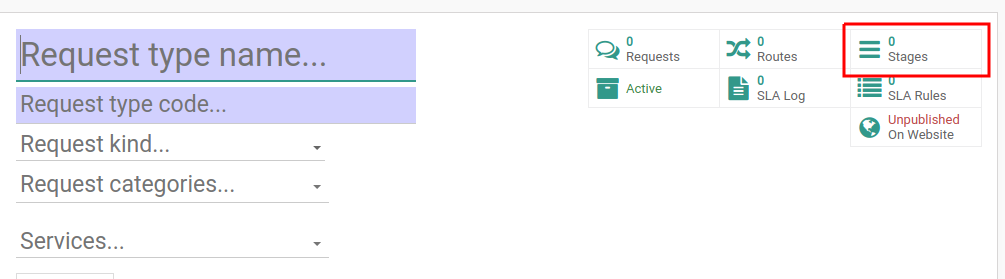 Request type name...
Request type code...
Request kind...
Request categories...
Services...
0
Requests
0
Routes
0
Stages
Active
0
SLA Log
0
SLA Rules
Unpublished
On Website